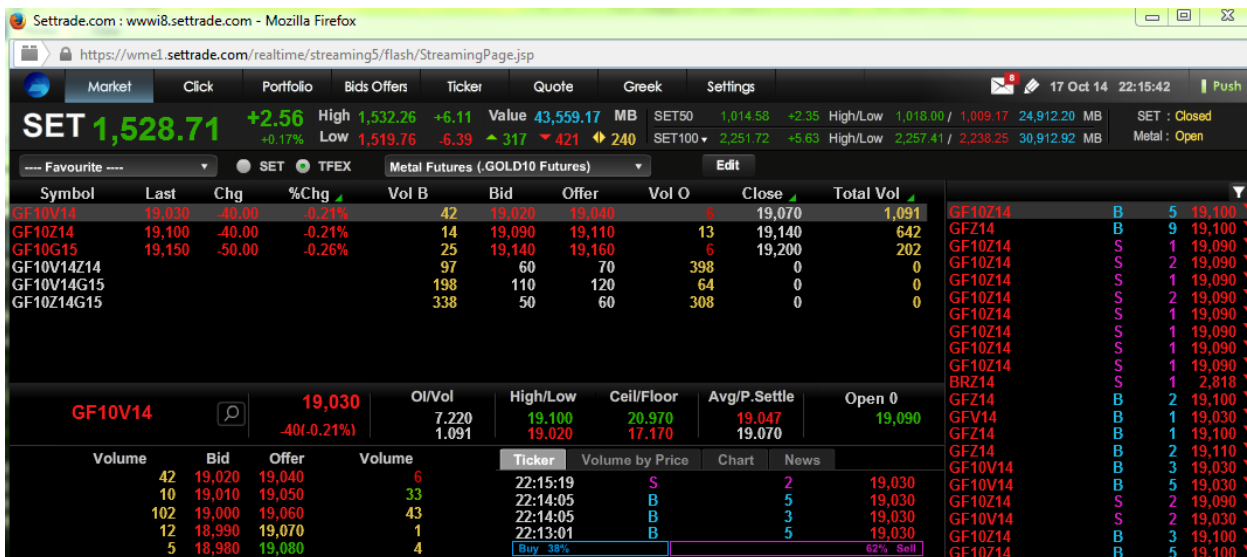 Settrade.com : wwwi8.settrade.com - Mozilla Firefox
https://wme1.settrade.com/realtime/streaming5/flash/StreamingPage.jsp
Market Click Portfolio Bids Offers Ticker Quote Greek Settings 8 17 Oct 14 22:15:42 Push
SET 1,528.71 +2.56 High 1,532.26 +6.11 Value 43,559.17 MB SET50 1,014.58 +2.35 High/Low 1,018.00 / 1,009.17 24,912.20 MB SET : Closed
+0.17% Low 1,519.76 -6.39 317 421 240 SET100 2,251.72 +5.63 High/Low 2,257.41 / 2,238.25 30,912.92 MB Metal : Open
---- Favourite ---- SET TFEX Metal Futures (.GOLD10 Futures) Edit
Symbol Last Chg %Chg Vol B Bid Offer Vol O Close Total Vol
GF10V14 19,030 -40.00 -0.21% 42 19,020 19,040 6 19,070 1,091
GF10Z14 19,100 -40.00 -0.21% 14 19,090 19,110 13 19,140 642
GF10G15 19,150 -50.00 -0.26% 25 19,140 19,160 6 19,200 202
GF10V14Z14 97 60 70 398 0 0
GF10V14G15 198 110 120 64 0 0
GF10Z14G15 338 50 60 308 0 0
GF10V14 19,030 OI/Vol High/Low Ceil/Floor Avg/P.Settle Open 0
7.220 19.100 20.970 19.047 19,090
-40(-0.21%) 1.091 19.020 17.170 19.070
Volume Bid Offer Volume
42 19,020 19,040 6
10 19,010 19,050 33
102 19,000 19,060 43
12 18,990 19,070 1
5 18,980 19,080 4
Ticker Volume by Price Chart News
22:15:19 S 2 19,030
22:14:05 B 5 19,030
22:14:05 B 3 19,030
22:13:01 B 5 19,030
Buy 38% 62% Sell
GF10Z14 B 5 19,100
GFZ14 B 9 19,100
GF10Z14 S 1 19,090
GF10Z14 S 2 19,090
GF10Z14 S 1 19,090
GF10Z14 S 2 19,090
GF10Z14 S 1 19,090
GF10Z14 S 1 19,090
GF10Z14 S 1 19,090
GF10Z14 S 1 19,090
BRZ14 S 1 2,818
GFZ14 B 2 19,100
GFV14 B 1 19,030
GFZ14 B 1 19,100
GFZ14 B 2 19,110
GF10V14 B 3 19,030
GF10V14 B 5 19,030
GF10Z14 S 2 19,090
GF10V14 S 2 19,030
GF10Z14 B 3 19,100
GF10Z14 B 5 19,100